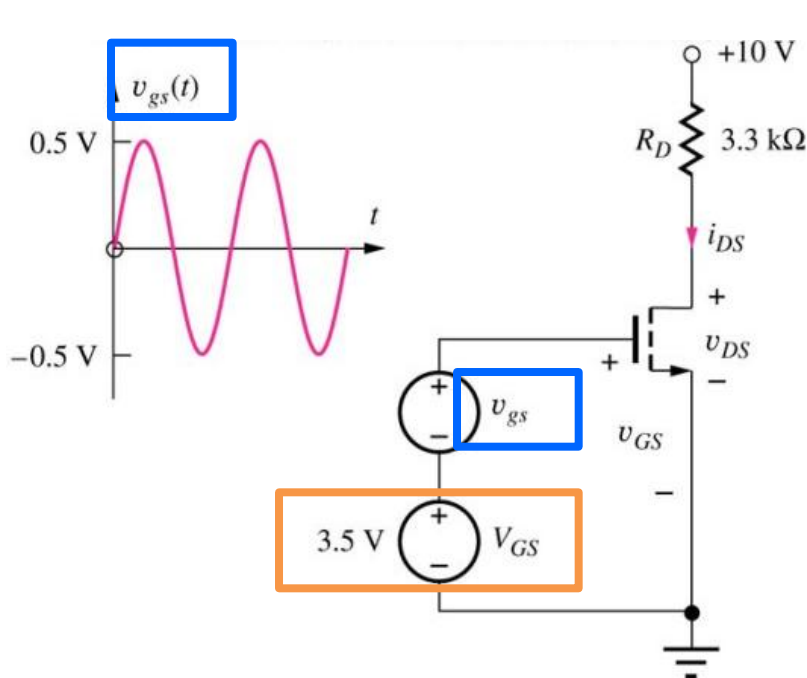 v_gs(t)
0.5 V
t
−0.5 V
+10 V
R_D
3.3 kΩ
i_DS
+
v_DS
−
+
v_GS
−
+
v_gs
−
3.5 V
+
V_GS
−